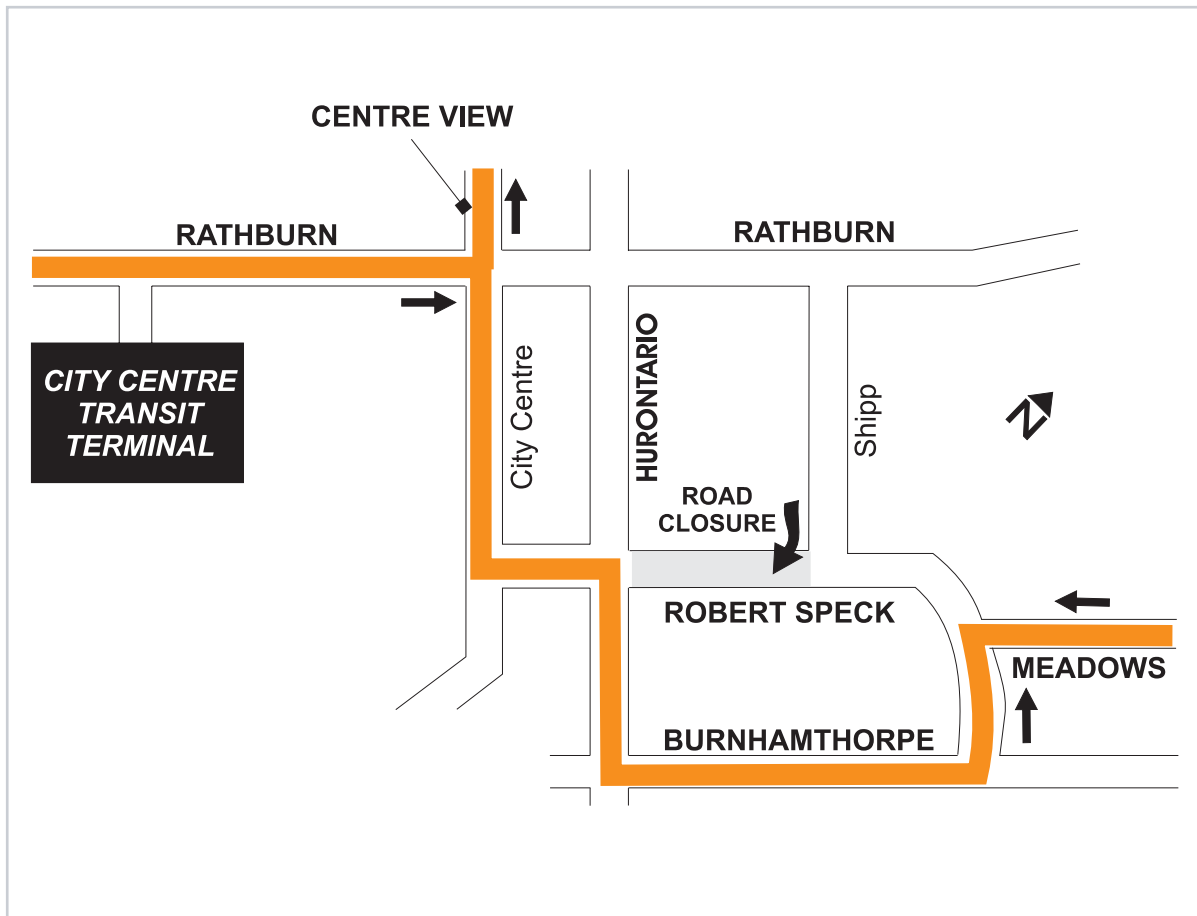 CENTRE VIEW
RATHBURN
RATHBURN
CITY CENTRE
TRANSIT
TERMINAL
City Centre
HURONTARIO
Shipp
N
ROAD
CLOSURE
ROBERT SPECK
MEADOWS
BURNHAMTHORPE